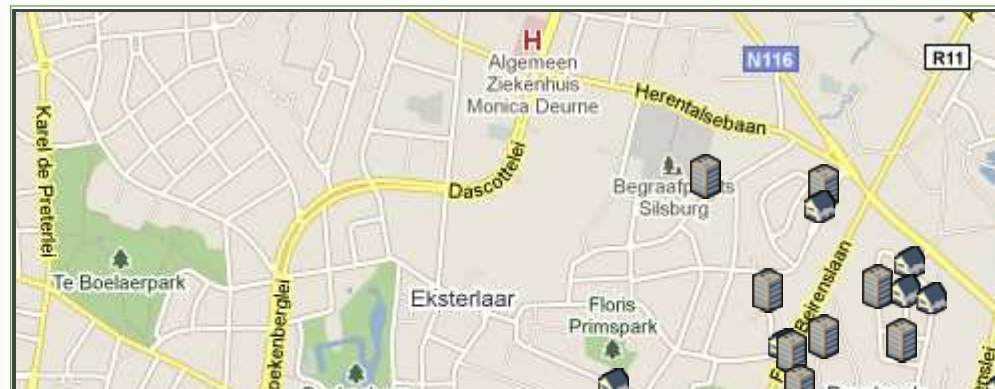 H
Algemeen
Ziekenhuis
Monica Deurne
N116
R11
Herentalsebaan
Karel de Preterlei
Dascottelei
Silsburg
Te Boelaerpark
Eksterlaar
Floris
Primspark